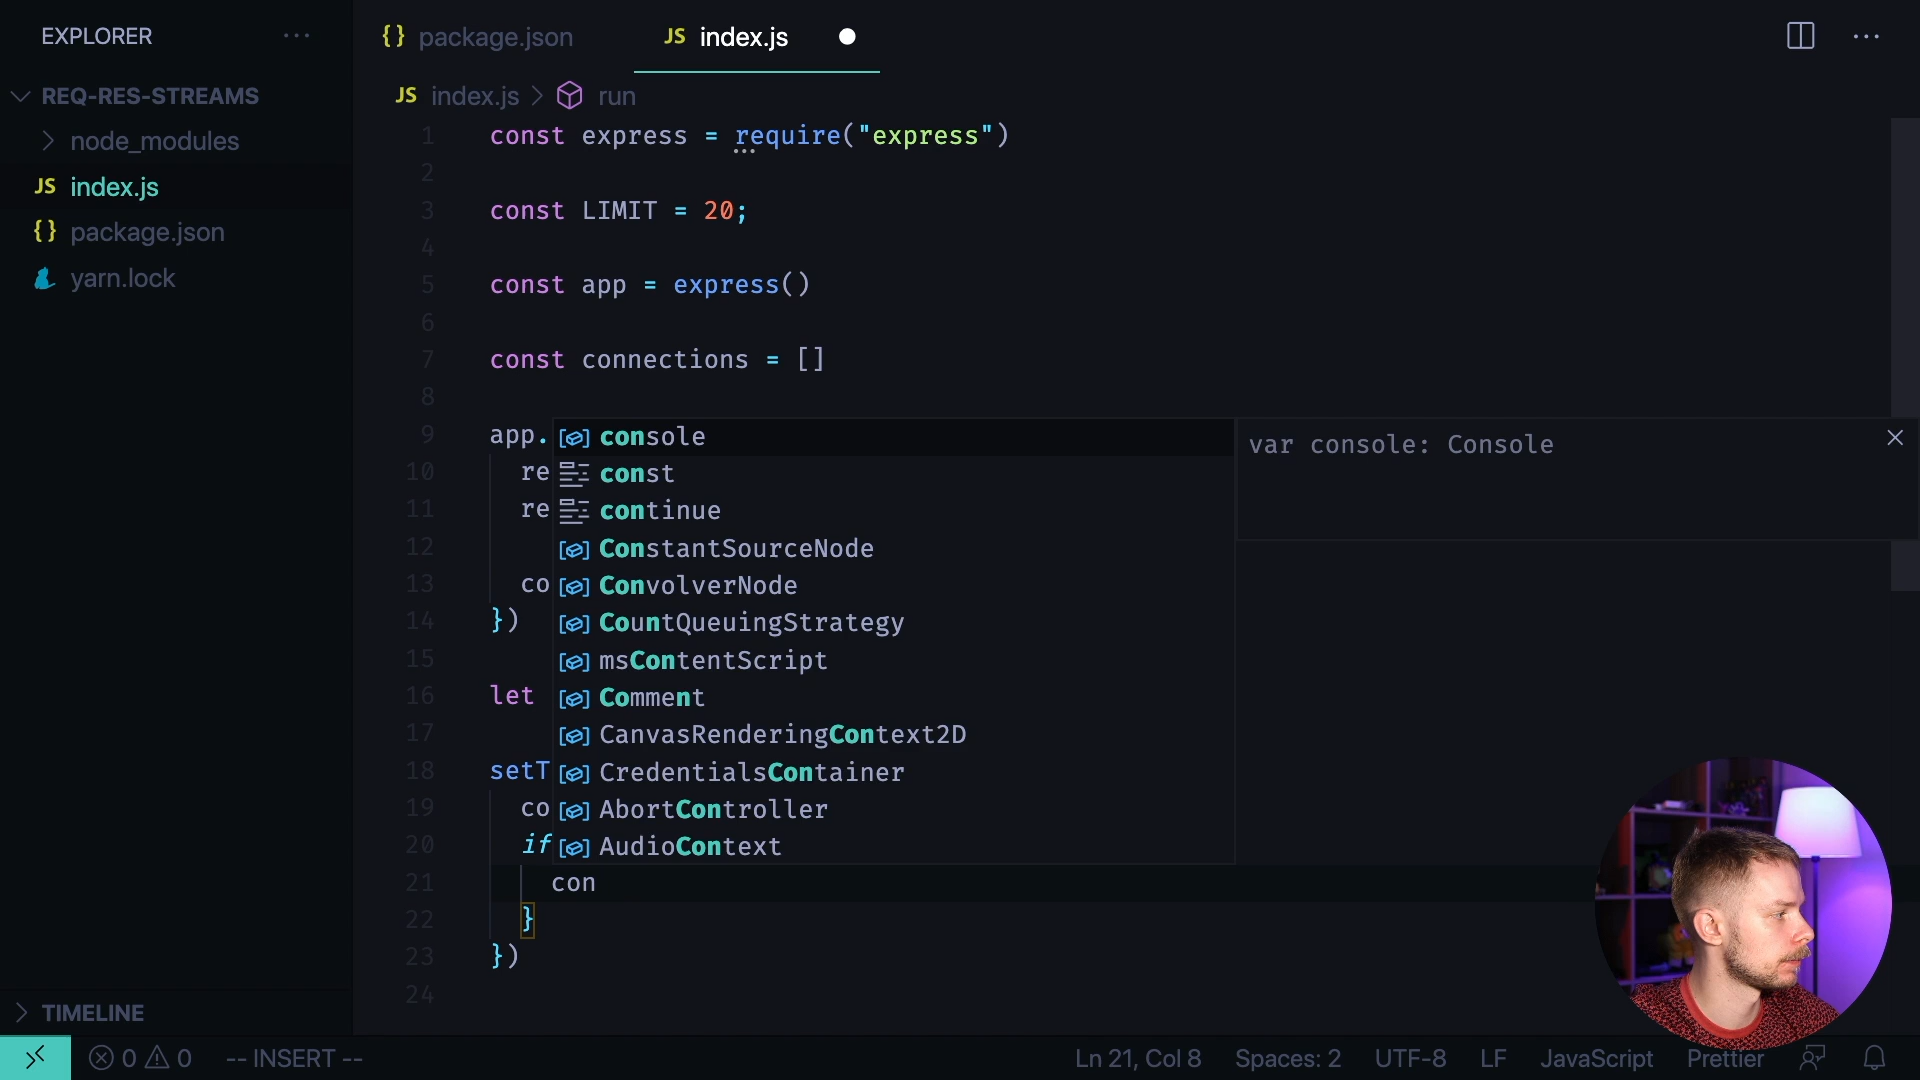 EXPLORER
{} package.json
JS index.js
REQ-RES-STREAMS
node_modules
JS index.js
{} package.json
yarn.lock
TIMELINE
JS index.js > run
1 const express = require("express")
2
3 const LIMIT = 20;
4
5 const app = express()
6
7 const connections = []
8
9 app.
10 re
11 re
12
13 co
14 })
15
16 let
17
18 setT
19 co
20 if
21 con
22 }
23 })
24
console
const
continue
ConstantSourceNode
ConvolverNode
CountQueuingStrategy
msContentScript
Comment
CanvasRenderingContext2D
CredentialsContainer
AbortController
AudioContext
var console: Console
0 0 -- INSERT -- Ln 21, Col 8 Spaces: 2 UTF-8 LF JavaScript Prettier